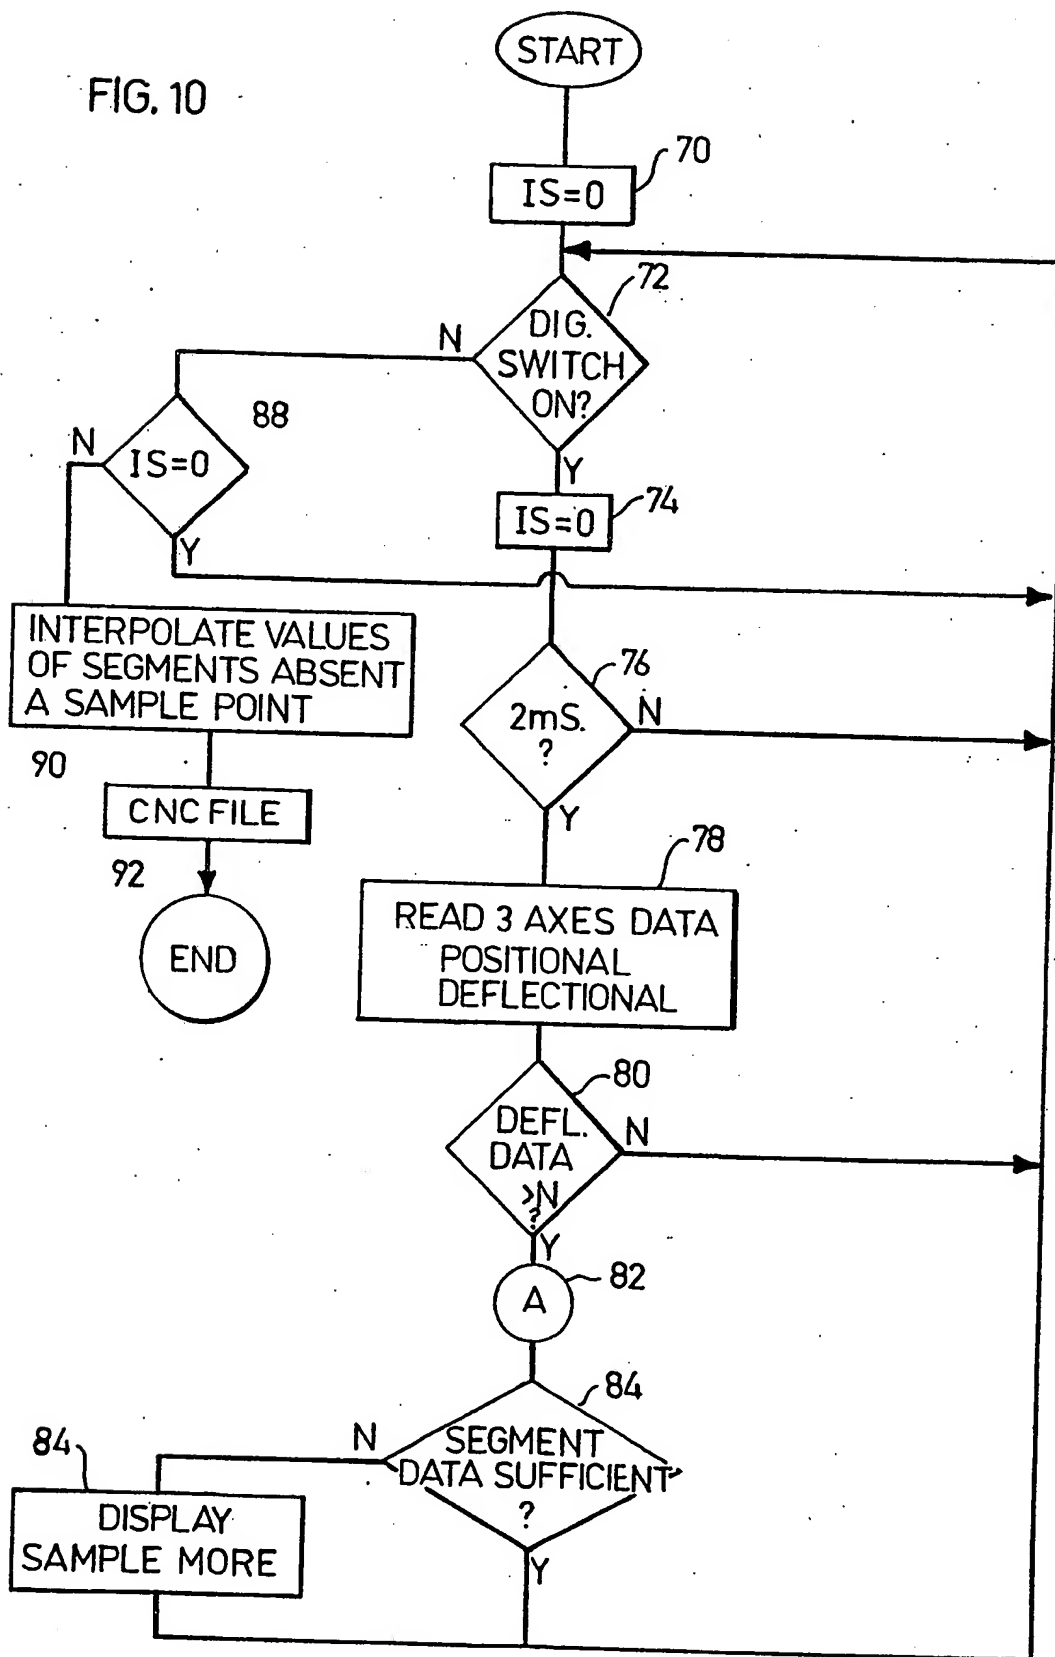 FIG. 10
START
70
IS=0
72
DIG.
SWITCH
ON?
N
Y
88
IS=0
N
Y
74
IS=0
INTERPOLATE VALUES
OF SEGMENTS ABSENT
A SAMPLE POINT
90
CNC FILE
92
END
76
2mS.
?
N
Y
78
READ 3 AXES DATA
POSITIONAL
DEFLECTIONAL
80
DEFL.
DATA
>N
?
N
Y
A
82
84
SEGMENT
DATA SUFFICIENT
?
N
Y
84
DISPLAY
SAMPLE MORE